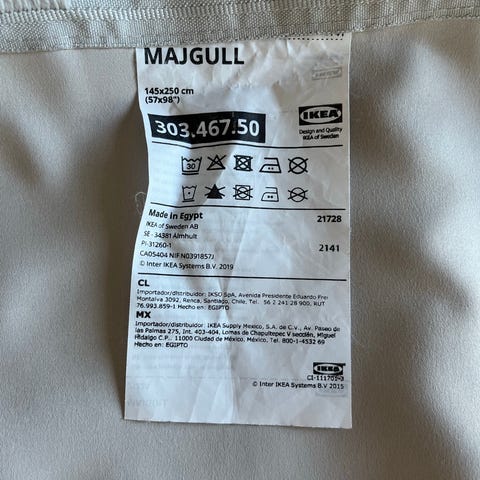 MAJGULL
145x250 cm
(57x98")
303.467.50
IKEA
Design and Quality
IKEA of Sweden
30
Made in Egypt
21728
IKEA of Sweden AB
SE - 34381 Älmhult
PI-31260-1
2141
CA05404 NIF N0391857J
© Inter IKEA Systems B.V. 2019
CL
Importador/distribuidor: IKSO SpA, Avenida Presidente Eduardo Frei
Montalva 3092, Renca, Santiago, Chile, Tel. 56 2 241 28 900, RUT
76.993.859-1 Hecho en: EGIPTO
MX
Importador/distribuidor: IKEA Supply Mexico, S.A. de C.V., Av. Paseo de
las Palmas 275, Int. 403-404, Lomas de Chapultepec V sección, Miguel
Hidalgo C.P.. 11000 Ciudad de México, México. Tel: 800-1-4532 69
Hecho en: EGIPTO
IKEA
CI-111701-3
© Inter IKEA Systems B.V 2015